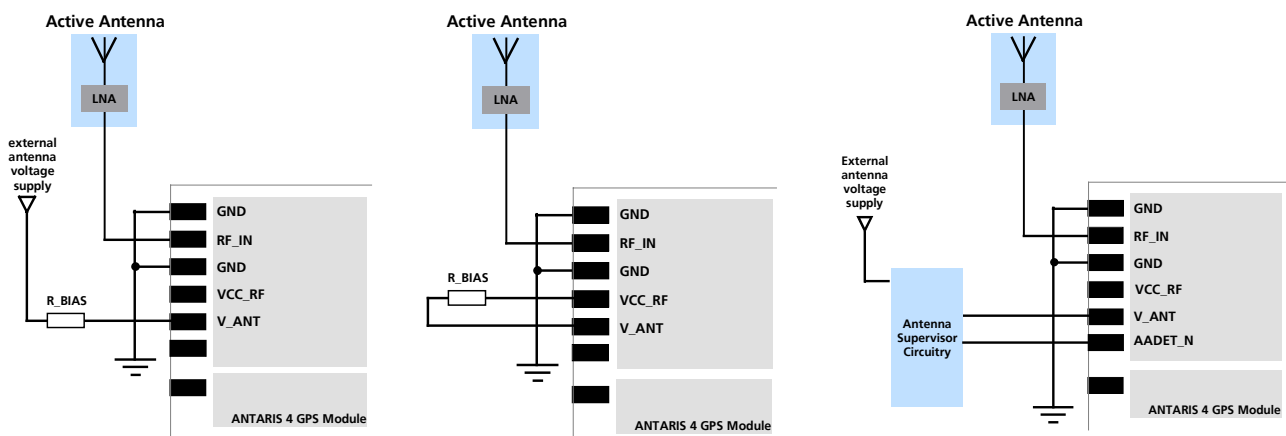 Active Antenna
LNA
external
antenna
voltage
supply
R_BIAS
GND
RF_IN
GND
VCC_RF
V_ANT
ANTARIS 4 GPS Module
Active Antenna
LNA
R_BIAS
GND
RF_IN
GND
VCC_RF
V_ANT
ANTARIS 4 GPS Module
Active Antenna
LNA
External
antenna
voltage
supply
Antenna
Supervisor
Circuitry
GND
RF_IN
GND
VCC_RF
V_ANT
AADET_N
ANTARIS 4 GPS Module